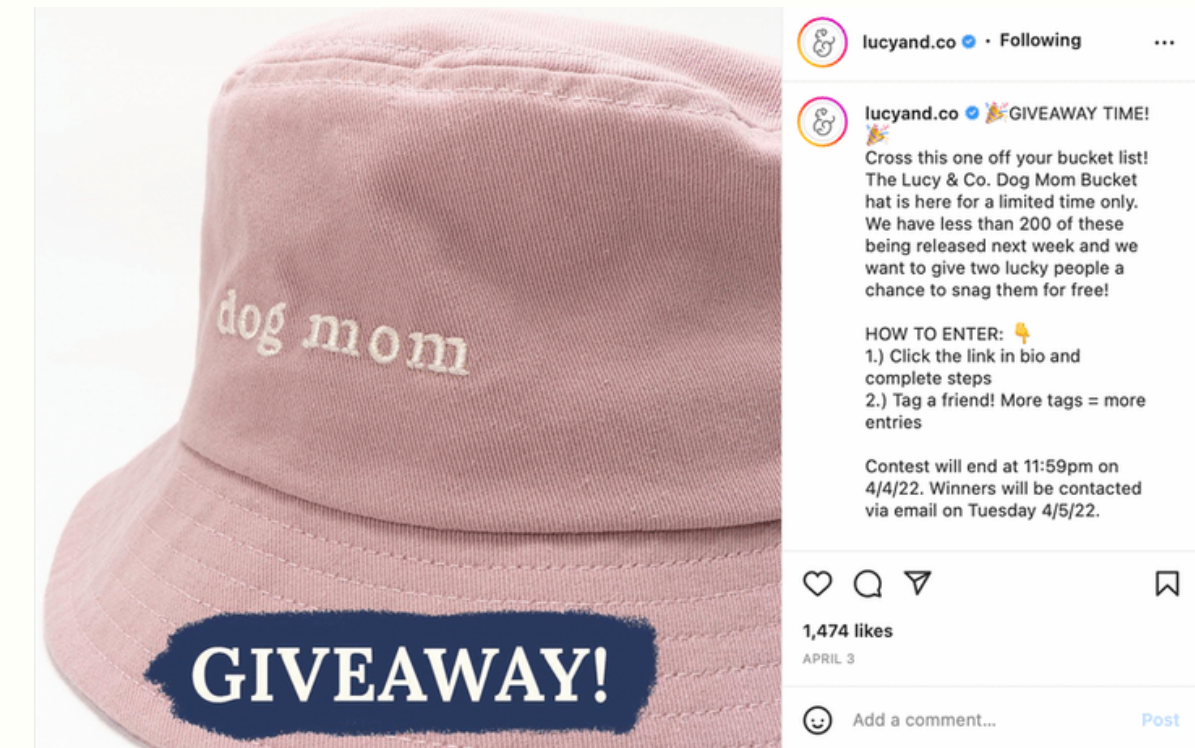 dog mom
GIVEAWAY!
lucyand.co • Following
lucyand.co 🎉GIVEAWAY TIME!
🎉
Cross this one off your bucket list!
The Lucy & Co. Dog Mom Bucket
hat is here for a limited time only.
We have less than 200 of these
being released next week and we
want to give two lucky people a
chance to snag them for free!
HOW TO ENTER: 👇
1.) Click the link in bio and
complete steps
2.) Tag a friend! More tags = more
entries
Contest will end at 11:59pm on
4/4/22. Winners will be contacted
via email on Tuesday 4/5/22.
1,474 likes
APRIL 3
Add a comment...
Post